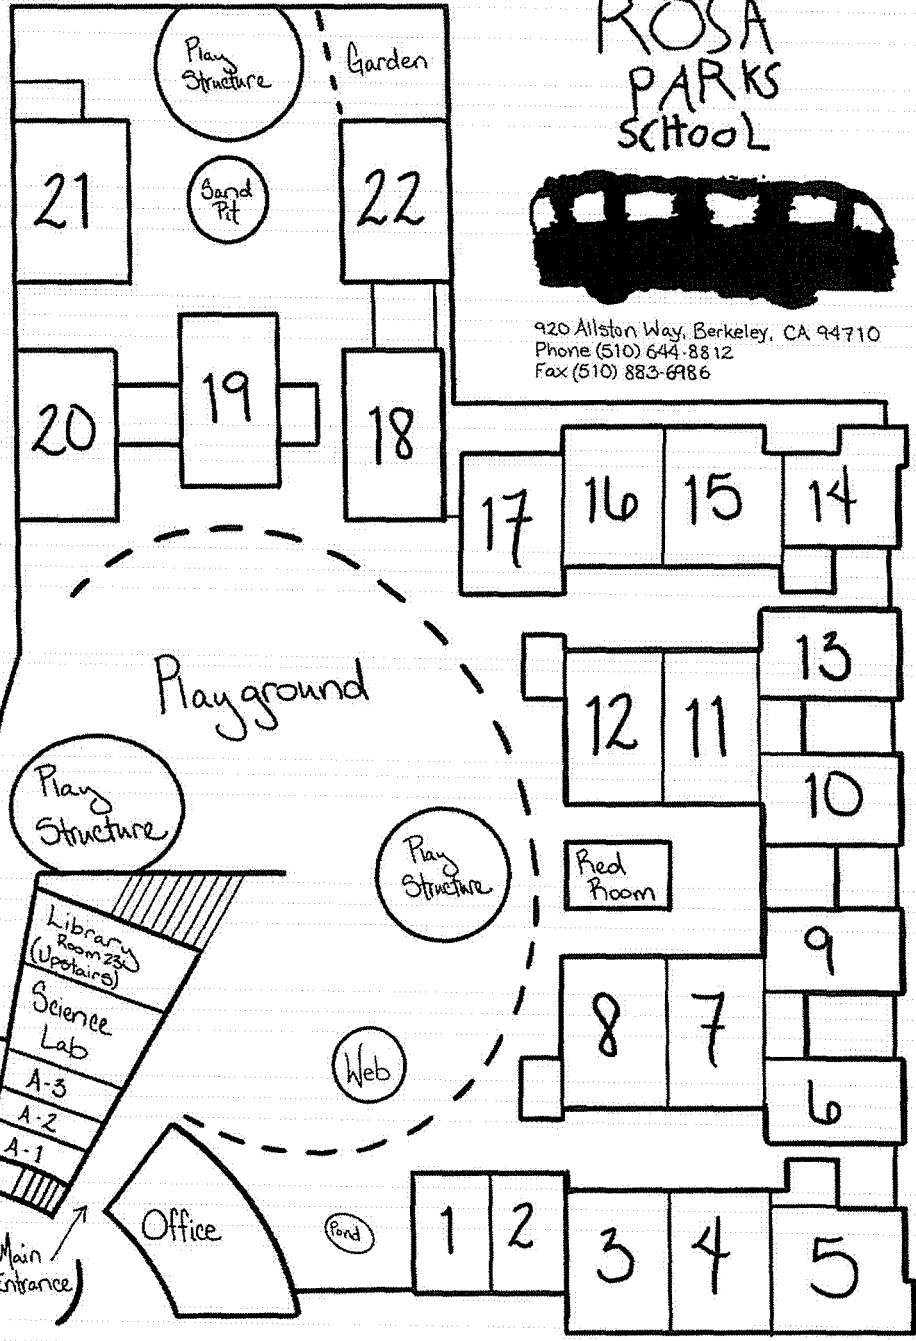 ROSA
PARKS
SCHOOL
920 Allston Way, Berkeley, CA 94710
Phone (510) 644-8812
Fax (510) 883-6986
Play
Structure
Garden
21
Sand
Pit
22
20
19
18
17
16
15
14
13
12
11
10
Playground
Play
Structure
Play
Structure
Red
Room
9
8
7
6
Library
Room 23
(Upstairs)
Science
Lab
A-3
A-2
A-1
Web
Office
Pond
1
2
3
4
5
Main
Entrance